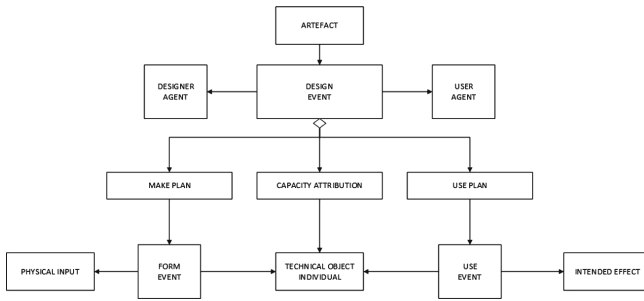 ARTEFACT
DESIGNER
AGENT
DESIGN
EVENT
USER
AGENT
MAKE PLAN
CAPACITY ATTRIBUTION
USE PLAN
PHYSICAL INPUT
FORM
EVENT
TECHNICAL OBJECT
INDIVIDUAL
USE
EVENT
INTENDED EFFECT